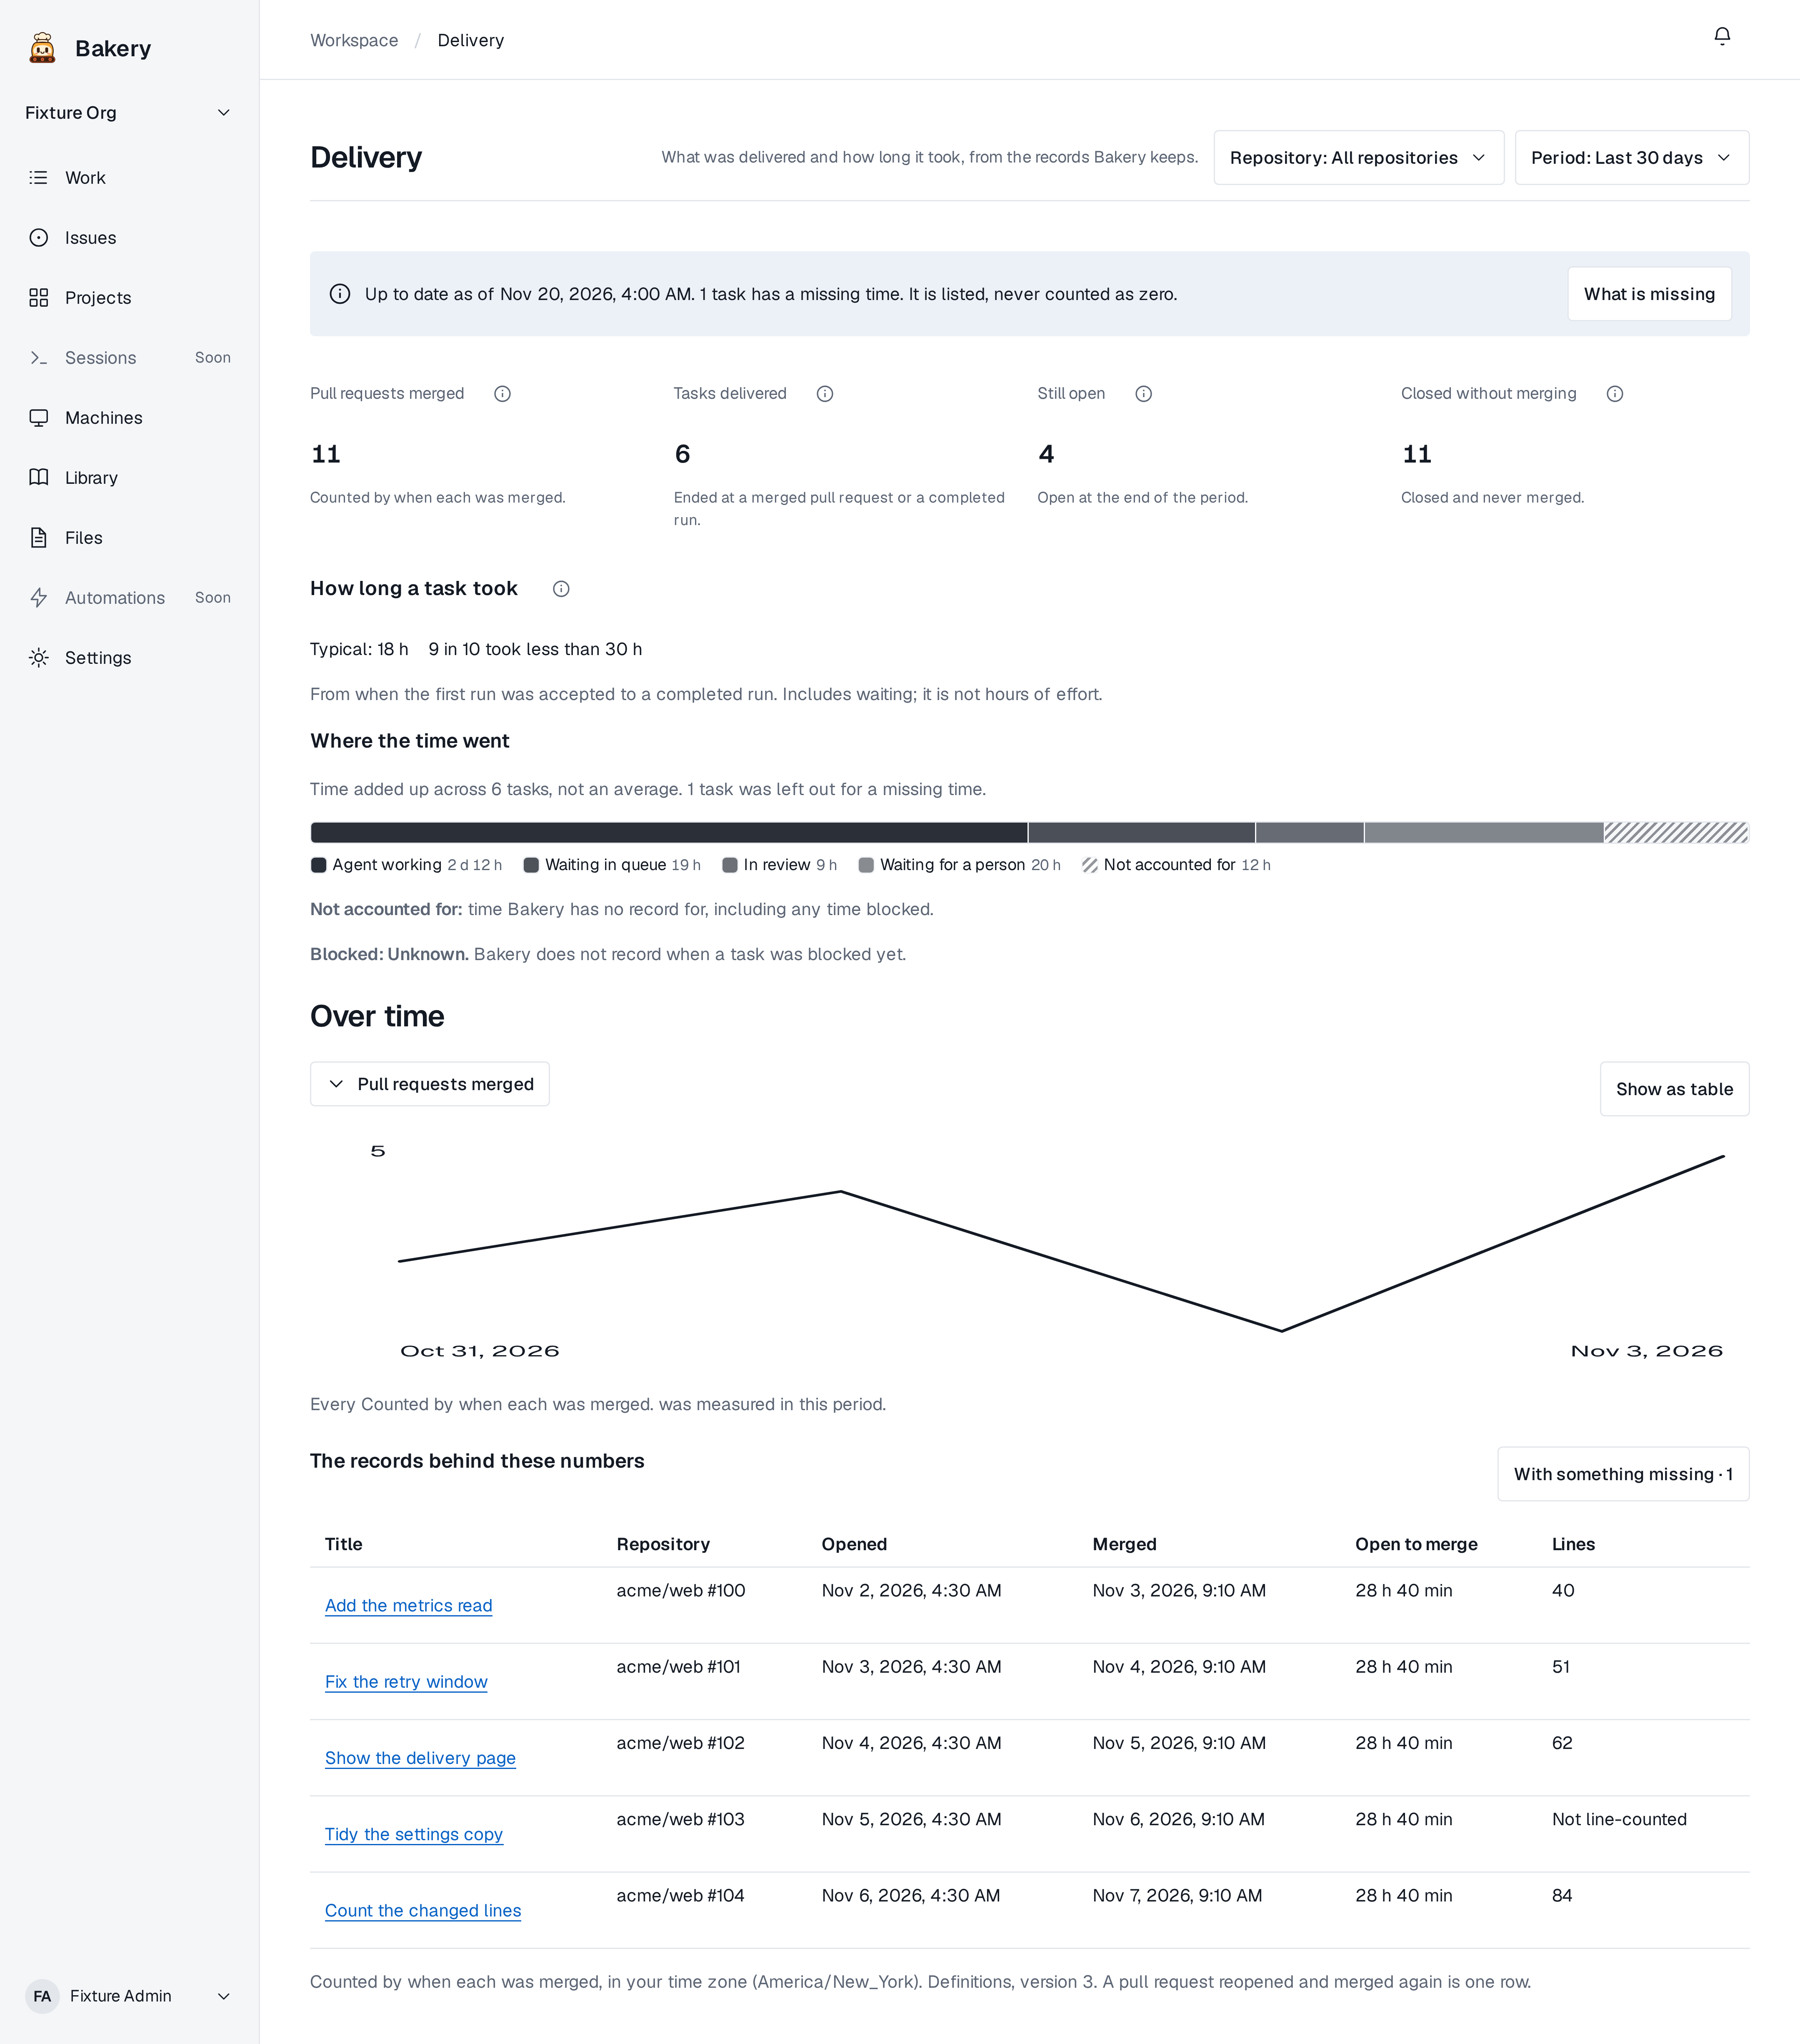 Bakery
Fixture Org
Work
Issues
Projects
Sessions Soon
Machines
Library
Files
Automations Soon
Settings
FA Fixture Admin
Workspace / Delivery
Delivery
What was delivered and how long it took, from the records Bakery keeps.
Repository: All repositories
Period: Last 30 days
Up to date as of Nov 20, 2026, 4:00 AM. 1 task has a missing time. It is listed, never counted as zero.
What is missing
Pull requests merged
11
Counted by when each was merged.
Tasks delivered
6
Ended at a merged pull request or a completed
run.
Still open
4
Open at the end of the period.
Closed without merging
11
Closed and never merged.
How long a task took
Typical: 18 h 9 in 10 took less than 30 h
From when the first run was accepted to a completed run. Includes waiting; it is not hours of effort.
Where the time went
Time added up across 6 tasks, not an average. 1 task was left out for a missing time.
Agent working 2 d 12 h Waiting in queue 19 h In review 9 h Waiting for a person 20 h Not accounted for 12 h
Not accounted for: time Bakery has no record for, including any time blocked.
Blocked: Unknown. Bakery does not record when a task was blocked yet.
Over time
Pull requests merged
Show as table
5
Oct 31, 2026 Nov 3, 2026
Every Counted by when each was merged. was measured in this period.
The records behind these numbers
With something missing · 1
Title Repository Opened Merged Open to merge Lines
Add the metrics read acme/web #100 Nov 2, 2026, 4:30 AM Nov 3, 2026, 9:10 AM 28 h 40 min 40
Fix the retry window acme/web #101 Nov 3, 2026, 4:30 AM Nov 4, 2026, 9:10 AM 28 h 40 min 51
Show the delivery page acme/web #102 Nov 4, 2026, 4:30 AM Nov 5, 2026, 9:10 AM 28 h 40 min 62
Tidy the settings copy acme/web #103 Nov 5, 2026, 4:30 AM Nov 6, 2026, 9:10 AM 28 h 40 min Not line-counted
Count the changed lines acme/web #104 Nov 6, 2026, 4:30 AM Nov 7, 2026, 9:10 AM 28 h 40 min 84
Counted by when each was merged, in your time zone (America/New_York). Definitions, version 3. A pull request reopened and merged again is one row.